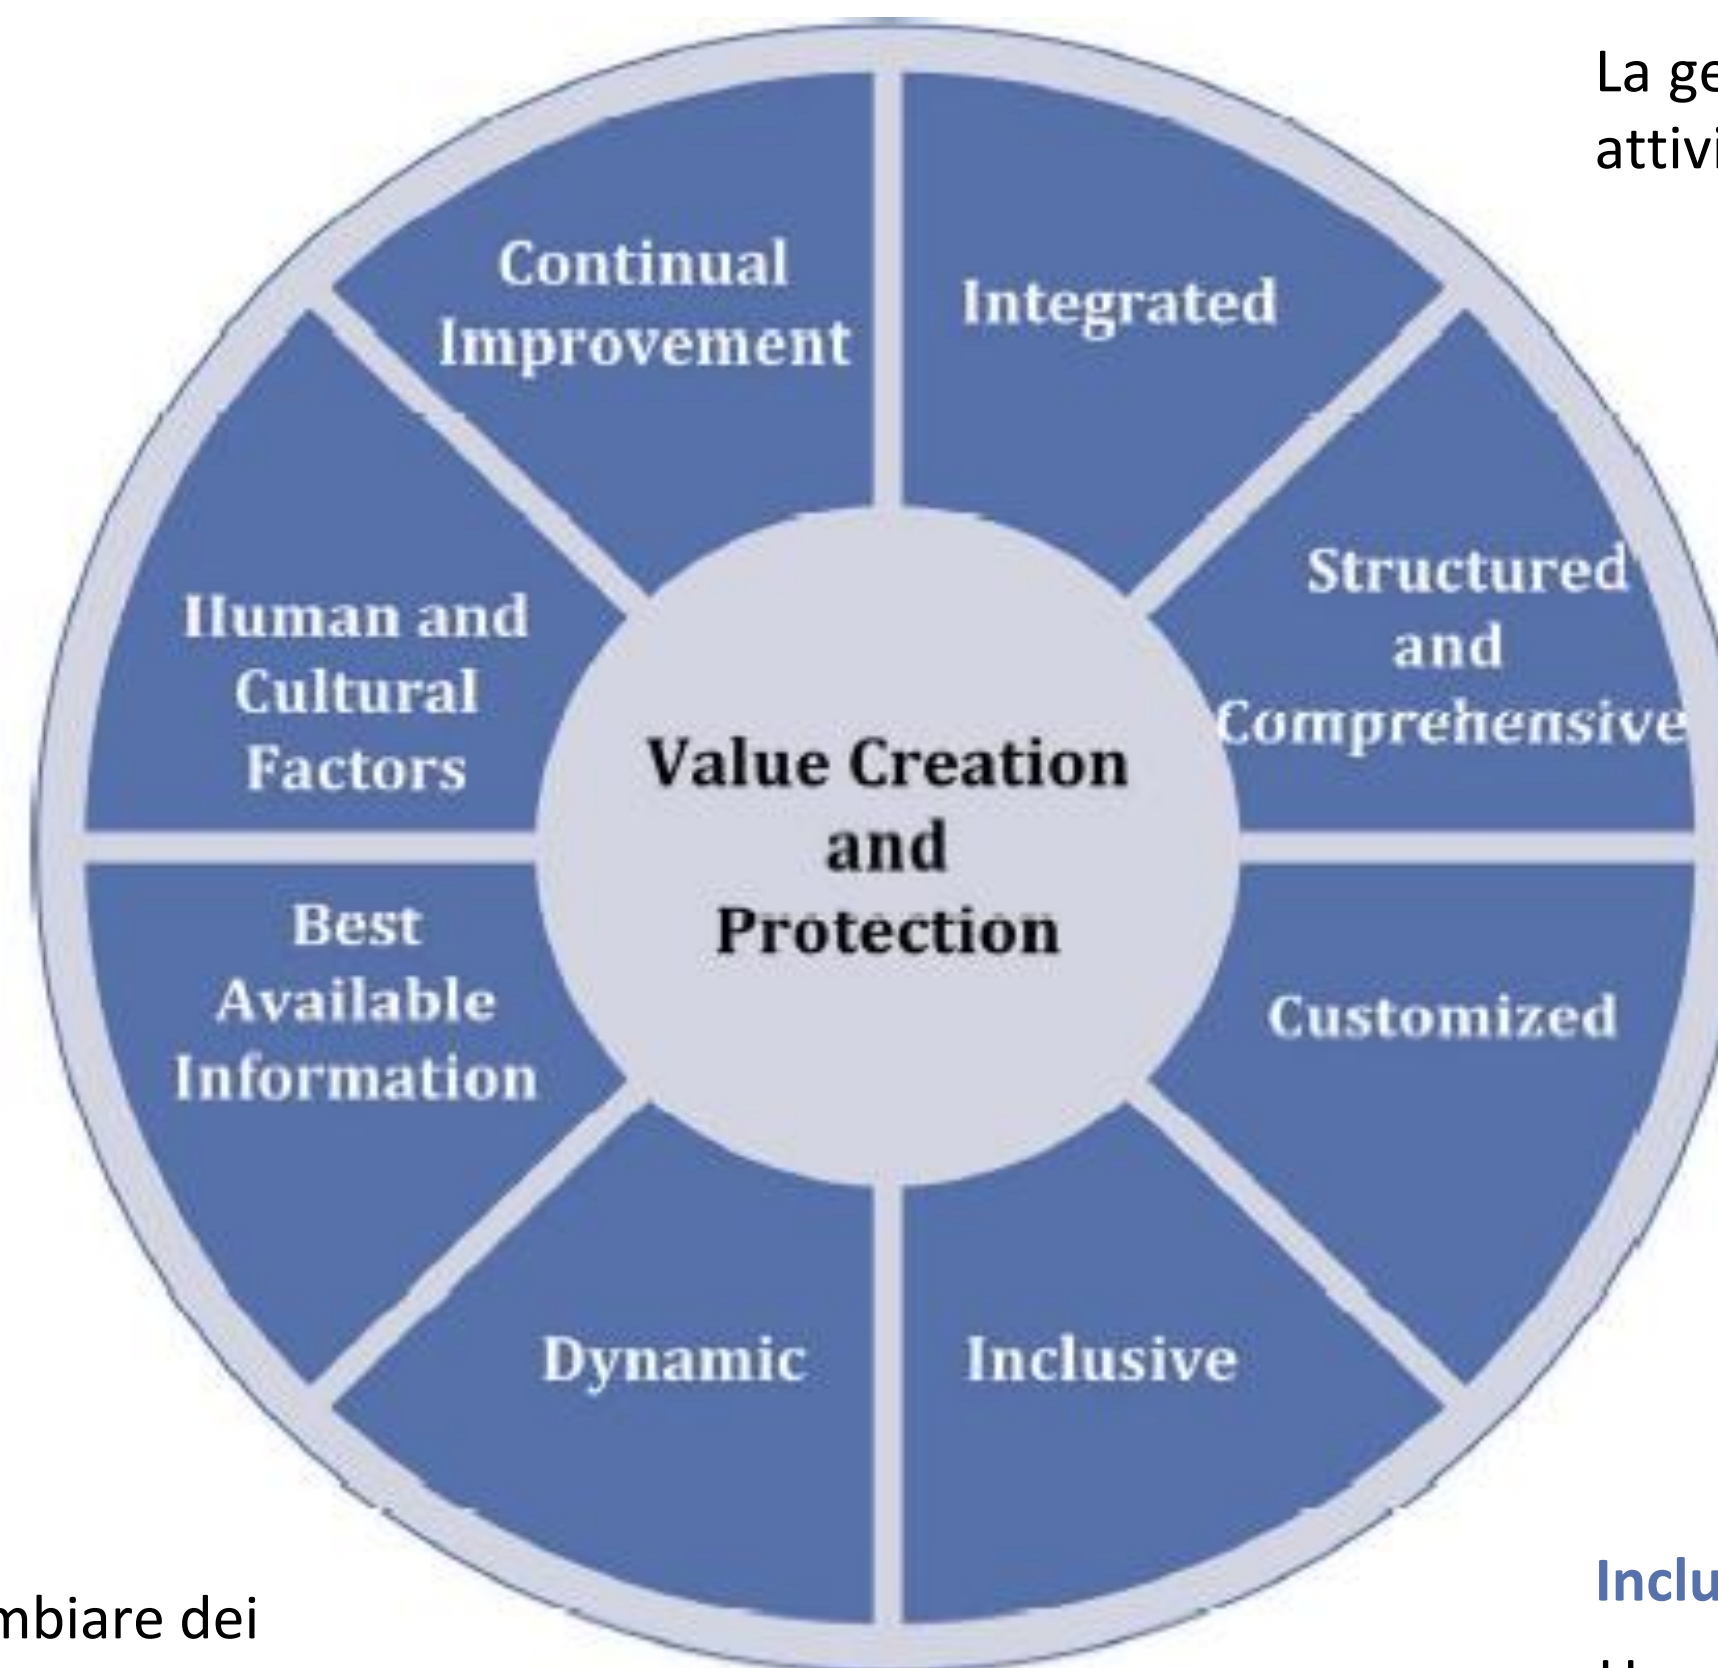 La ge
attivi
Continual
Improvement
Integrated
Structured
and
Comprehensive
Human and
Cultural
Factors
Value Creation
and
Protection
Best
Available
Information
Customized
Dynamic
Inclusive
Inclu
mbiare dei